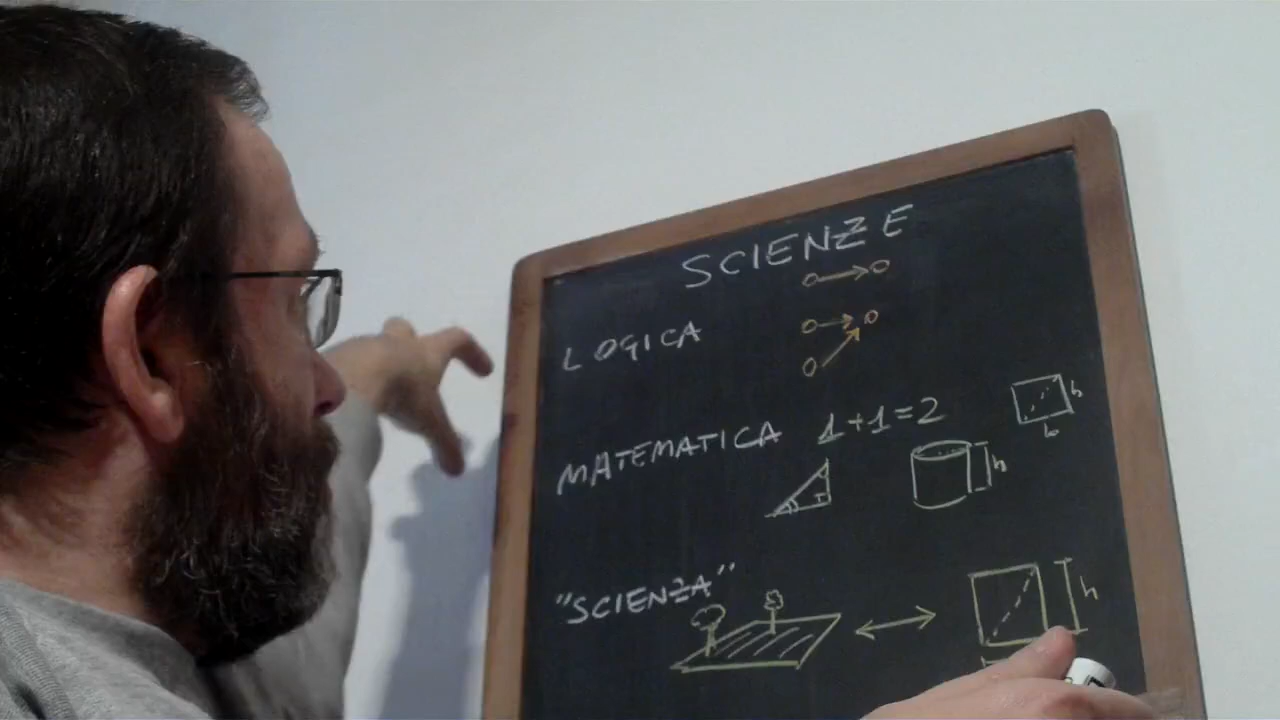 SCIENZE
LOGICA
MATEMATICA 1+1=2
h
b
h
"SCIENZA"
h